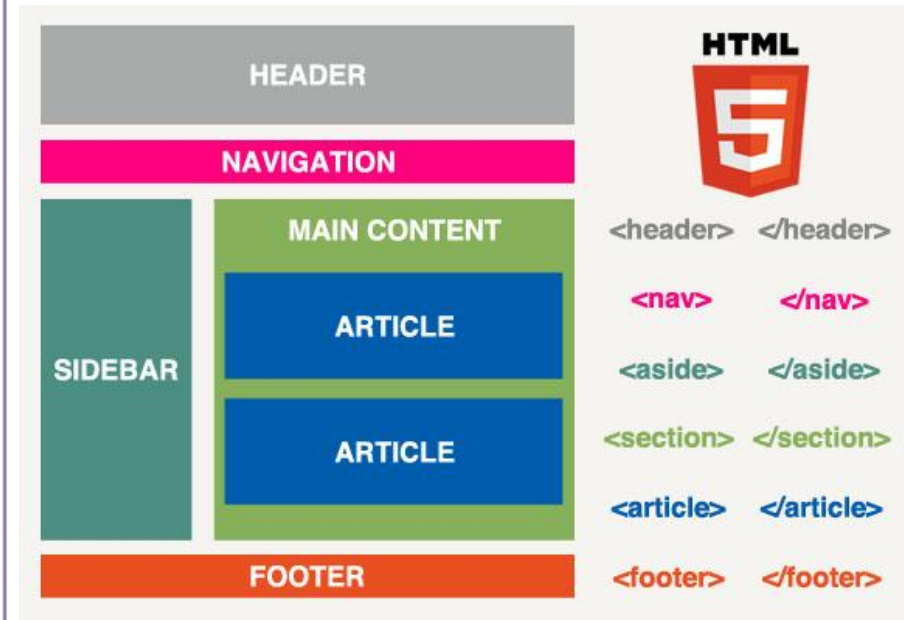 HEADER
NAVIGATION
SIDEBAR
MAIN CONTENT
ARTICLE
ARTICLE
FOOTER
HTML
5
<header> </header>
<nav> </nav>
<aside> </aside>
<section> </section>
<article> </article>
<footer> </footer>